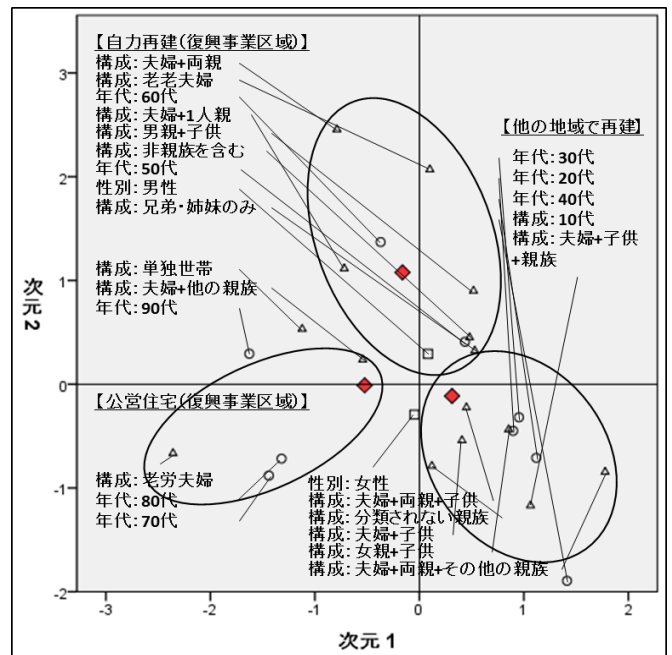 【自力再建(復興事業区域)】
構成: 夫婦+両親
構成: 老老夫婦
年代: 60代
構成: 夫婦+1人親
構成: 男親+子供
構成: 非親族を含む
年代: 50代
性別: 男性
構成: 兄弟・姉妹のみ
構成: 単独世帯
構成: 夫婦+他の親族
年代: 90代
【他の地域で再建】
年代: 30代
年代: 20代
年代: 40代
構成: 10代
構成: 夫婦+子供
+親族
【公営住宅(復興事業区域)】
構成: 老労夫婦
年代: 80代
年代: 70代
性別: 女性
構成: 夫婦+両親+子供
構成: 分類されない親族
構成: 夫婦+子供
構成: 女親+子供
構成: 夫婦+両親+その他の親族
次元 2
3
2
1
0
-1
-2
-3
-2
-1
0
1
2
次元 1